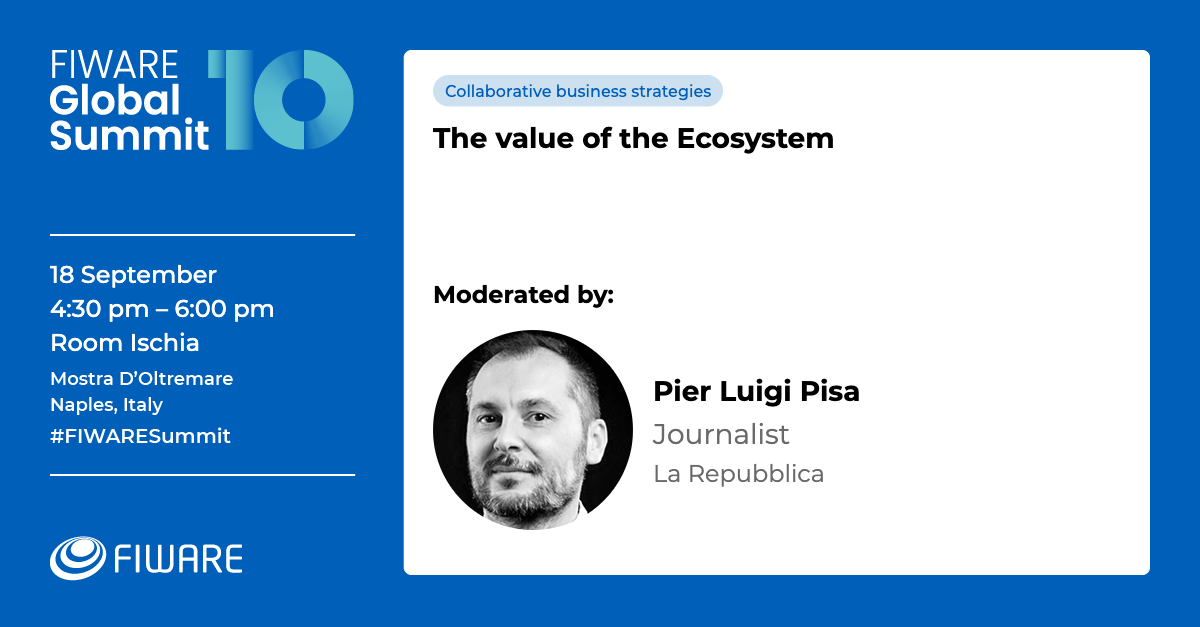 FIWARE
Global
Summit
10
18 September
4:30 pm – 6:00 pm
Room Ischia
Mostra D’Oltremare
Naples, Italy
#FIWARESummit
FIWARE
Collaborative business strategies
The value of the Ecosystem
Moderated by:
Pier Luigi Pisa
Journalist
La Repubblica